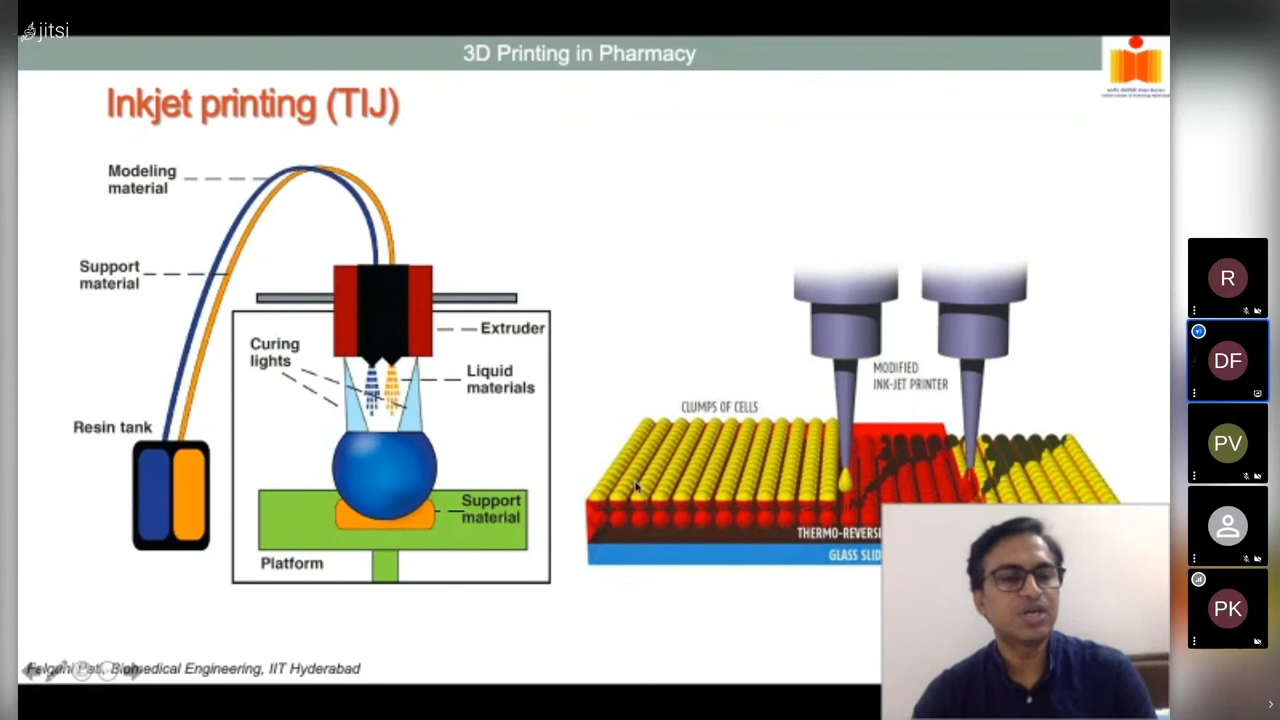 jitsi
3D Printing in Pharmacy
Inkjet printing (TIJ)
Modeling
material
Support
material
Curing
lights
Extruder
Liquid
materials
Resin tank
Support
material
Platform
MODIFIED
INK-JET PRINTER
CLUMPS OF CELLS
THERMO-REVERSI
GLASS SLID
Biomedical Engineering, IIT Hyderabad
R
DF
PV
PK